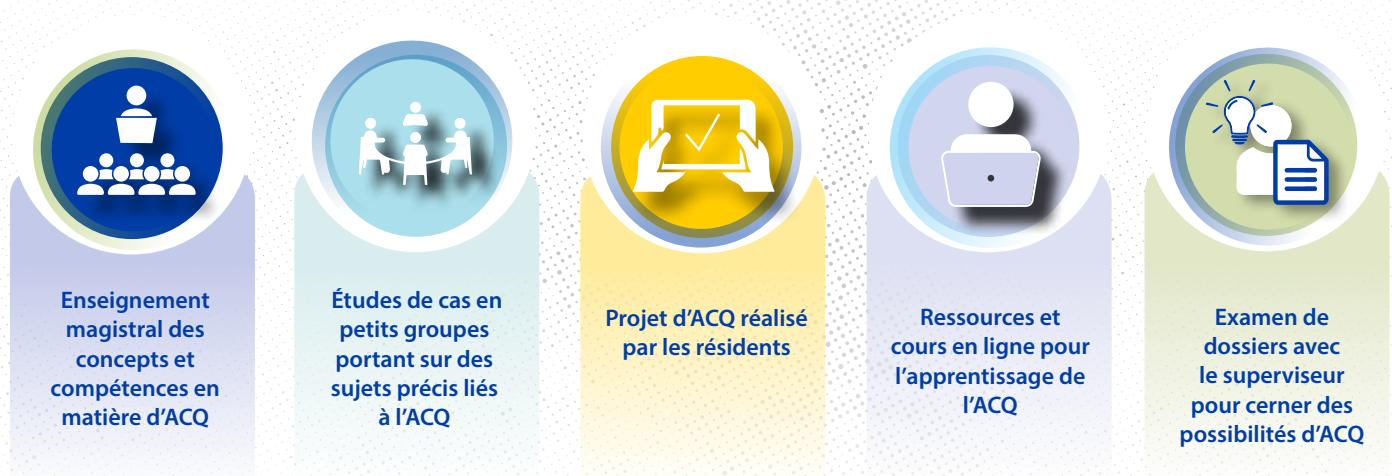 Enseignement
magistral des
concepts et
compétences en
matière d’ACQ
Études de cas en
petits groupes
portant sur des
sujets précis liés
à l’ACQ
Projet d’ACQ réalisé
par les résidents
Ressources et
cours en ligne pour
l’apprentissage de
l’ACQ
Examen de
dossiers avec
le superviseur
pour cerner des
possibilités d’ACQ